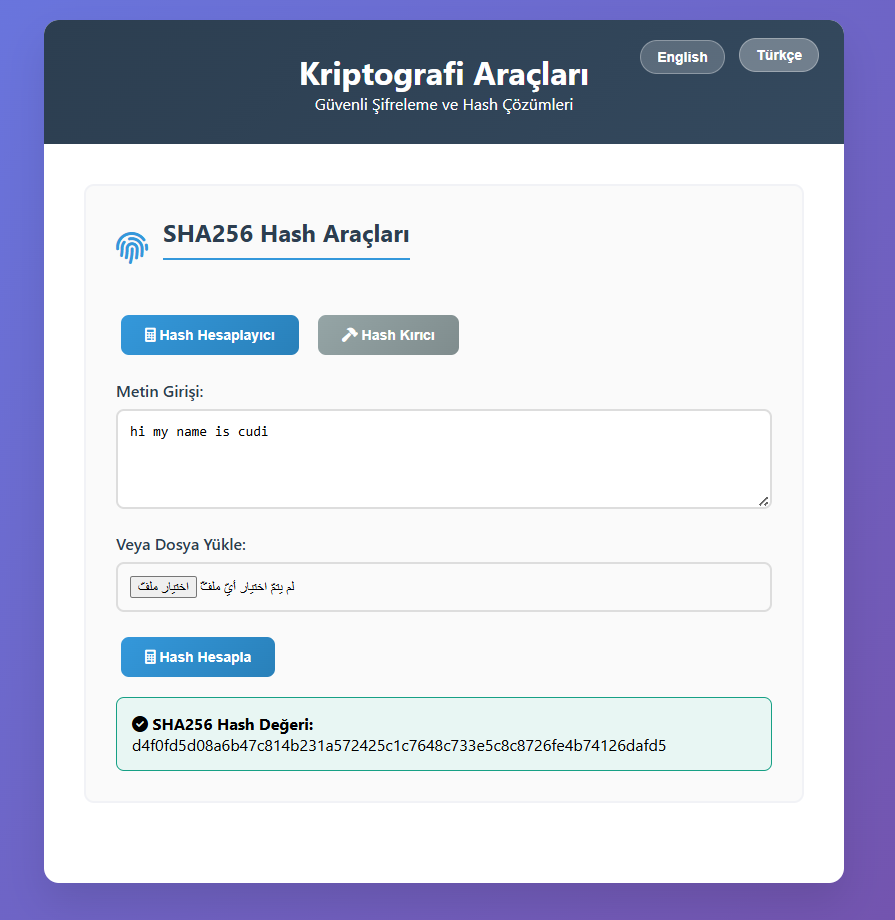 English
Türkçe
Kriptografi Araçları
Güvenli Şifreleme ve Hash Çözümleri
SHA256 Hash Araçları
Hash Hesaplayıcı
Hash Kırıcı
Metin Girişi:
hi my name is cudi
Veya Dosya Yükle:
اختيار ملفّ لم يتمّ اختيار أيِّ ملفّ
Hash Hesapla
SHA256 Hash Değeri:
d4f0fd5d08a6b47c814b231a572425c1c7648c733e5c8c8726fe4b74126dafd5